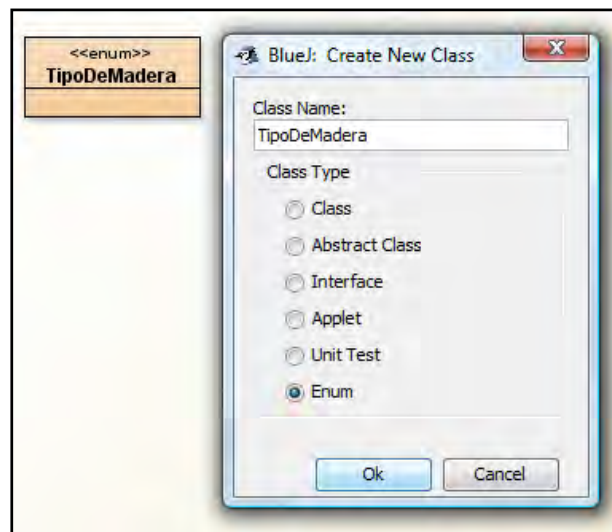 <<enum>>
TipoDeMadera
BlueJ: Create New Class
Class Name:
TipoDeMadera
Class Type
Class
Abstract Class
Interface
Applet
Unit Test
Enum
Ok
Cancel